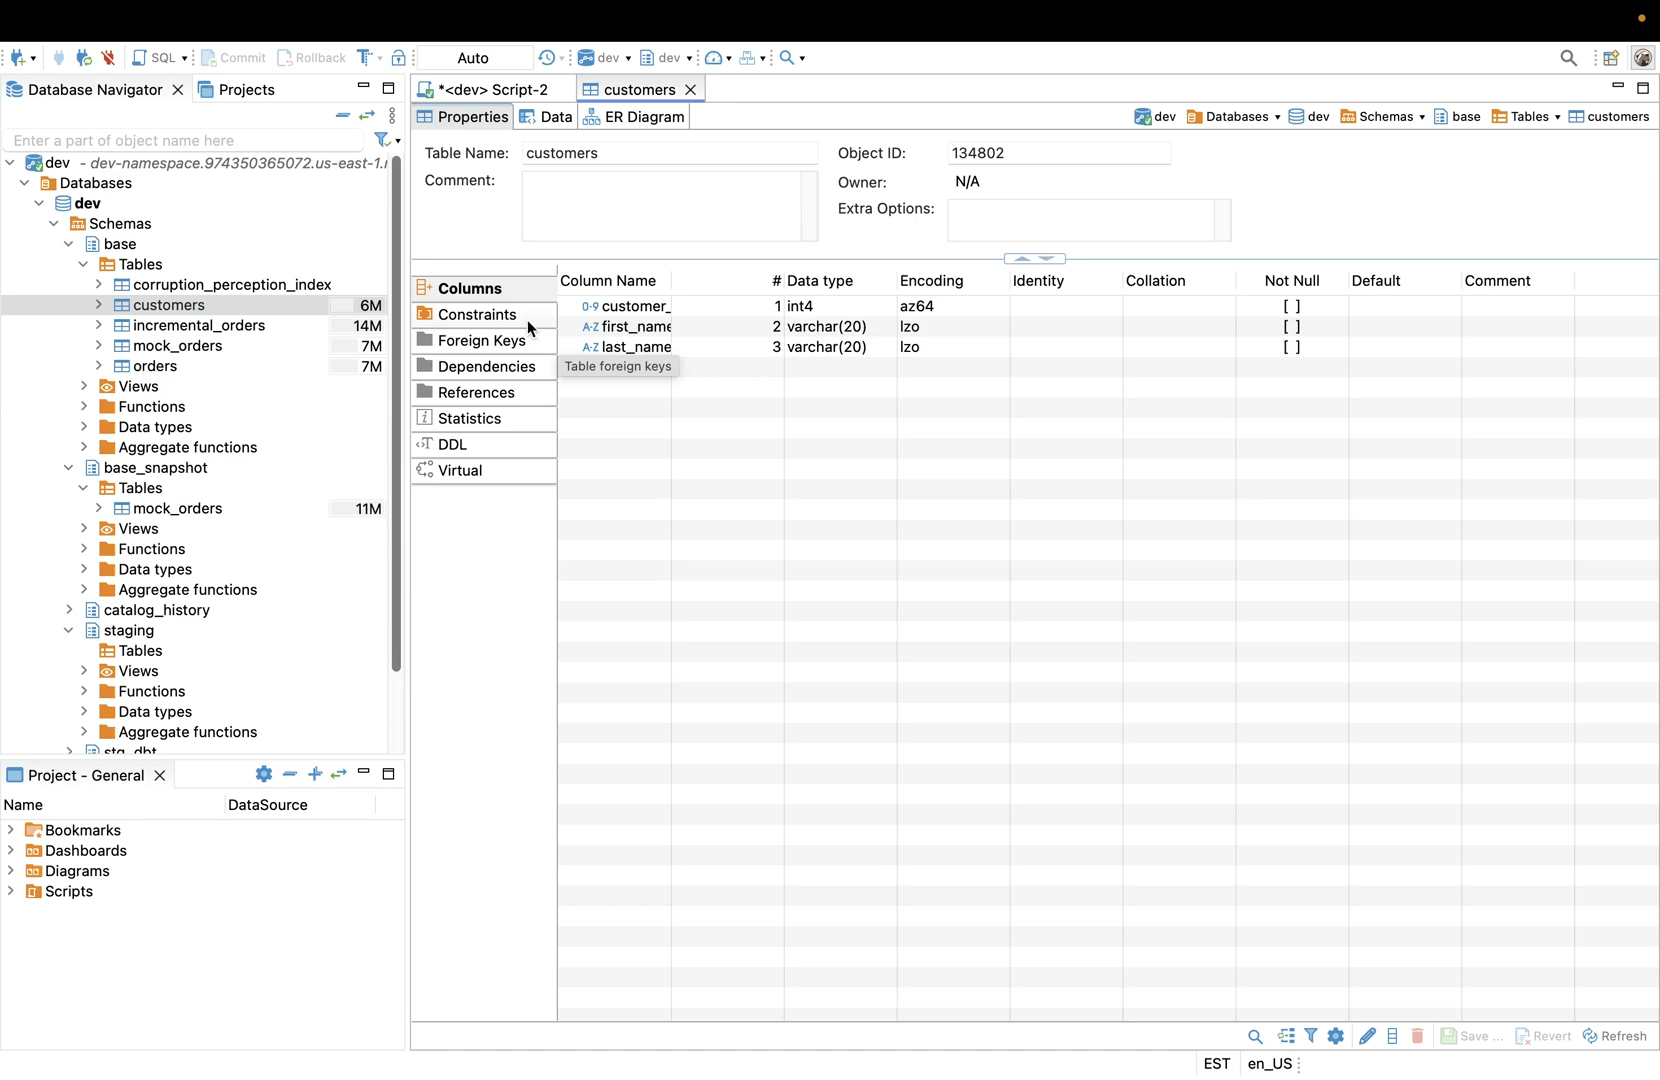 SQL
Commit
Rollback
Auto
dev
dev
Database Navigator
Projects
Enter a part of object name here
dev - dev-namespace.974350365072.us-east-1.r
Databases
dev
Schemas
base
Tables
corruption_perception_index
customers 6M
incremental_orders 14M
mock_orders 7M
orders 7M
Views
Functions
Data types
Aggregate functions
base_snapshot
Tables
mock_orders 11M
Views
Functions
Data types
Aggregate functions
catalog_history
staging
Tables
Views
Functions
Data types
Aggregate functions
stg_dbt
Project - General
Name DataSource
Bookmarks
Dashboards
Diagrams
Scripts
*<dev> Script-2
customers
Properties
Data
ER Diagram
dev
Databases
dev
Schemas
base
Tables
customers
Table Name: customers
Comment:
Object ID: 134802
Owner: N/A
Extra Options:
Columns
Constraints
Foreign Keys
Dependencies
References
Statistics
DDL
Virtual
Table foreign keys
Column Name # Data type Encoding Identity Collation Not Null Default Comment
0-9 customer_ 1 int4 az64 [ ]
A-Z first_name 2 varchar(20) lzo [ ]
A-Z last_name 3 varchar(20) lzo [ ]
Save ...
Revert
Refresh
EST
en_US